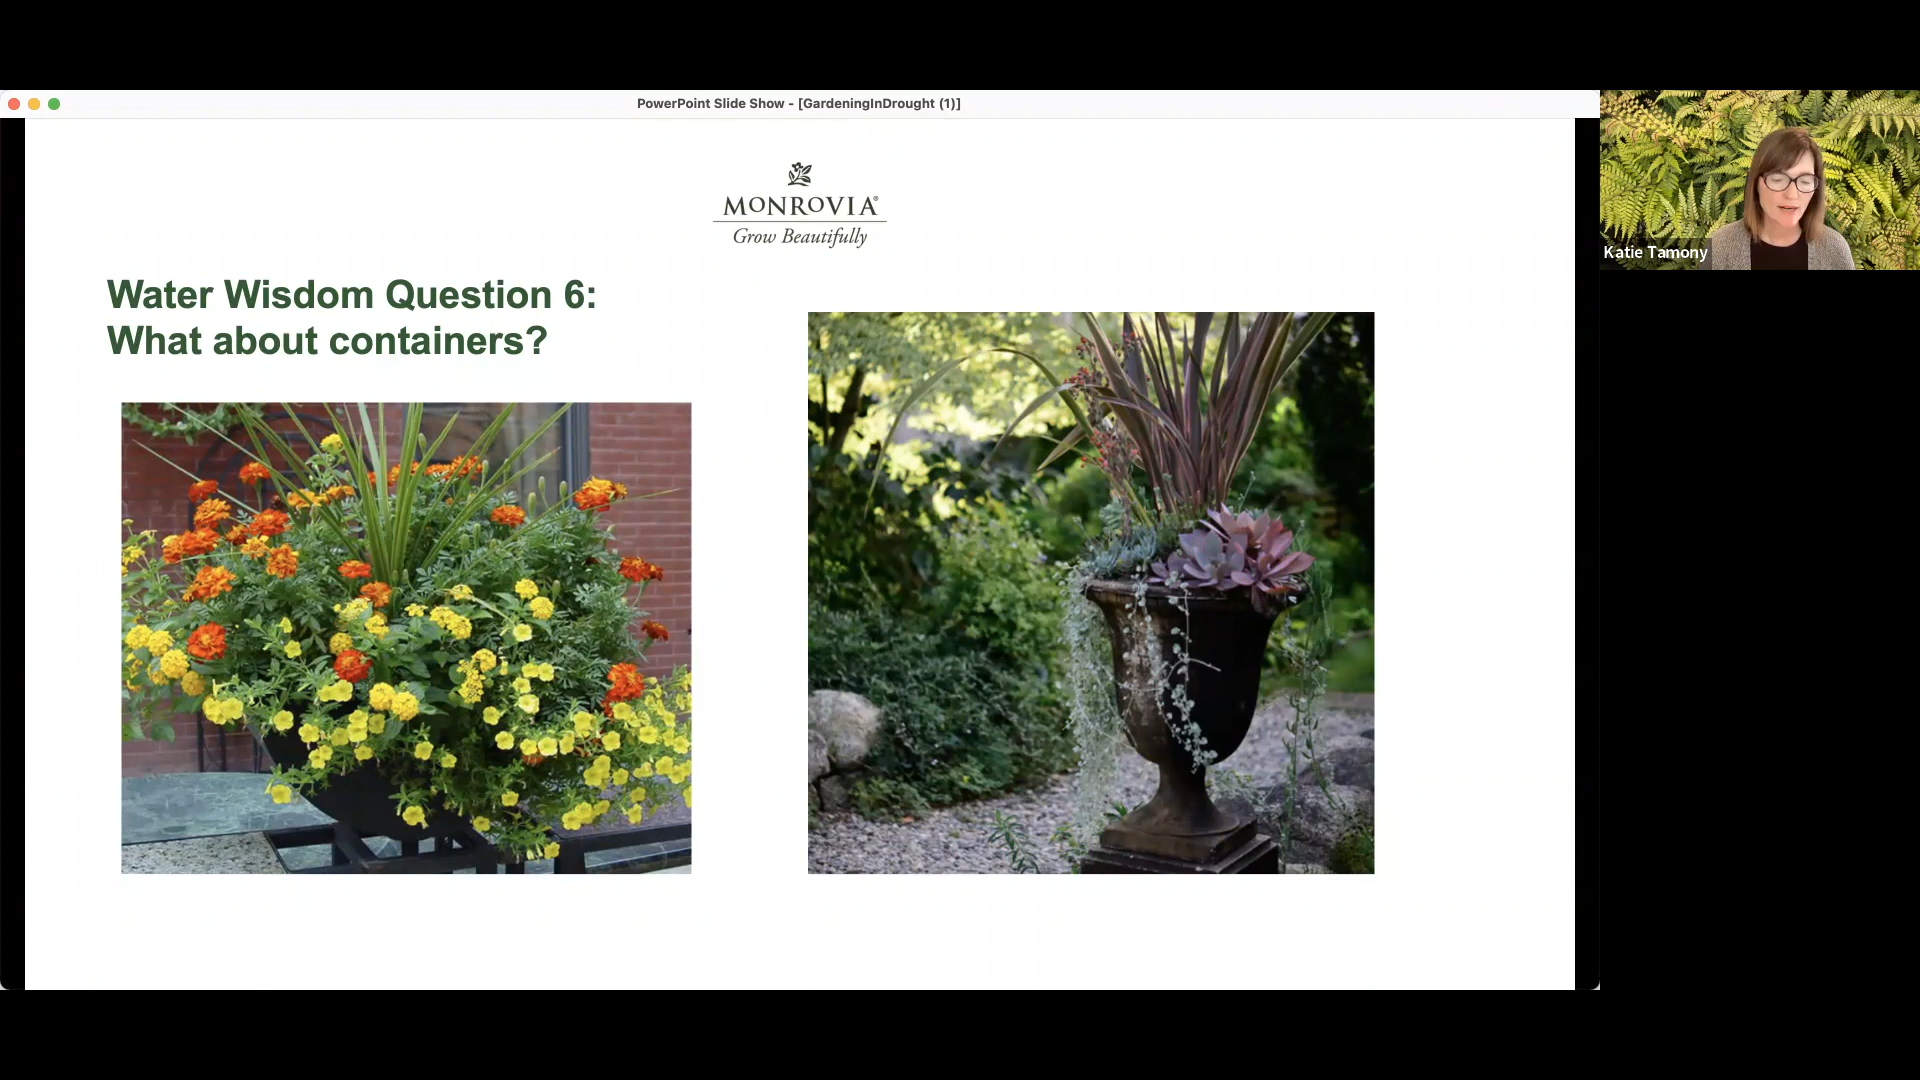 PowerPoint Slide Show - [GardeningInDrought (1)]
MONROVIA®
Grow Beautifully
Katie Tamony
Water Wisdom Question 6:
What about containers?